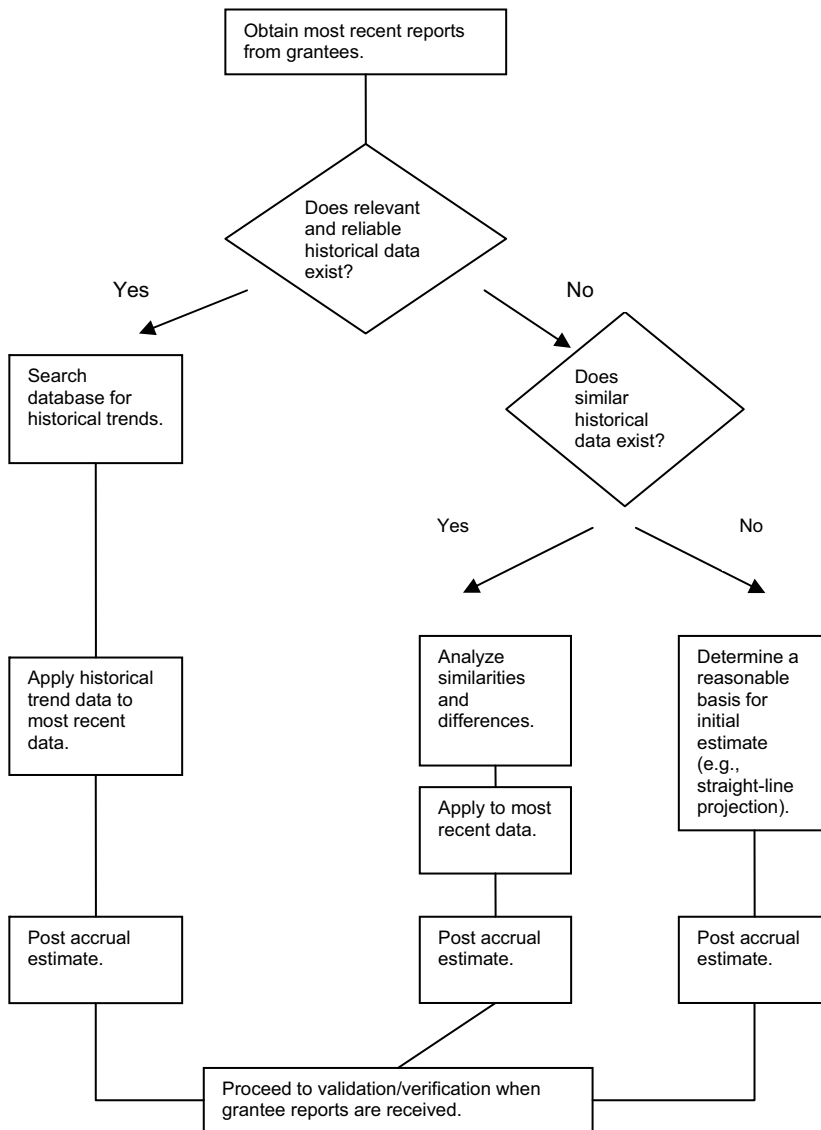 Obtain most recent reports
from grantees.
Does relevant
and reliable
historical data
exist?
Yes
No
Search
database for
historical trends.
Does
similar
historical
data exist?
Yes
No
Apply historical
trend data to
most recent
data.
Analyze
similarities
and
differences.
Determine a
reasonable
basis for
initial
estimate
(e.g.,
straight-line
projection).
Apply to most
recent data.
Post accrual
estimate.
Post accrual
estimate.
Post accrual
estimate.
Proceed to validation/verification when
grantee reports are received.